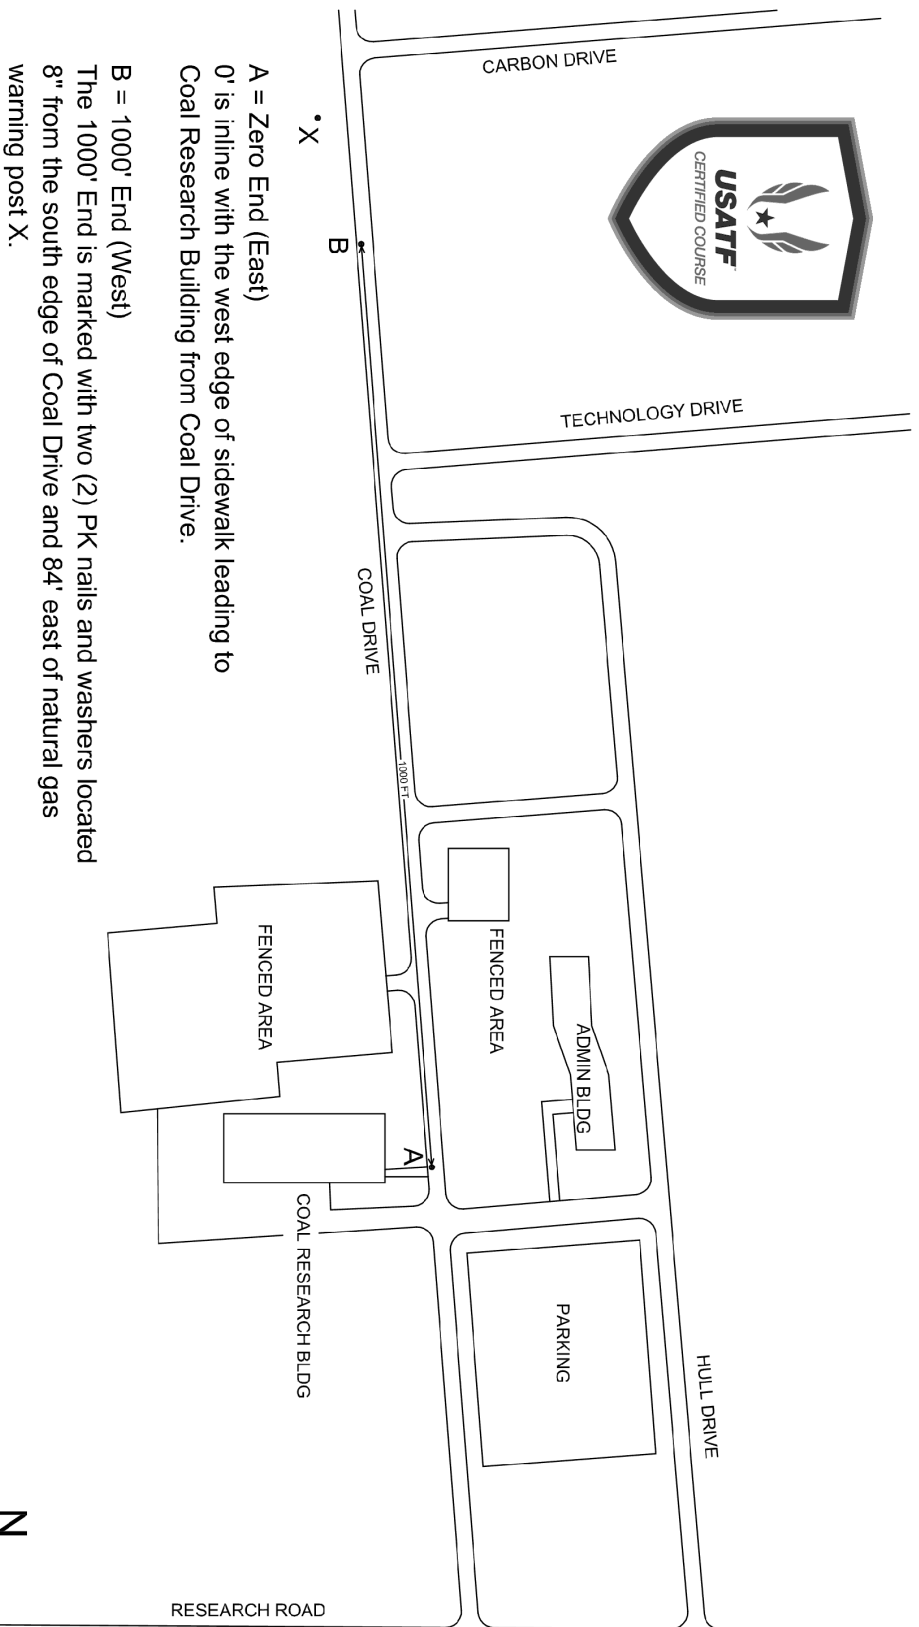 CARBON DRIVE
USATF
CERTIFIED COURSE
TECHNOLOGY DRIVE
X
B
COAL DRIVE
1000 FT
FENCED AREA
FENCED AREA
ADMIN BLDG
A
COAL RESEARCH BLDG
PARKING
HULL DRIVE
RESEARCH ROAD
N
A = Zero End (East)
0' is inline with the west edge of sidewalk leading to
Coal Research Building from Coal Drive.
B = 1000' End (West)
The 1000' End is marked with two (2) PK nails and washers located
8" from the south edge of Coal Drive and 84' east of natural gas
warning post X.